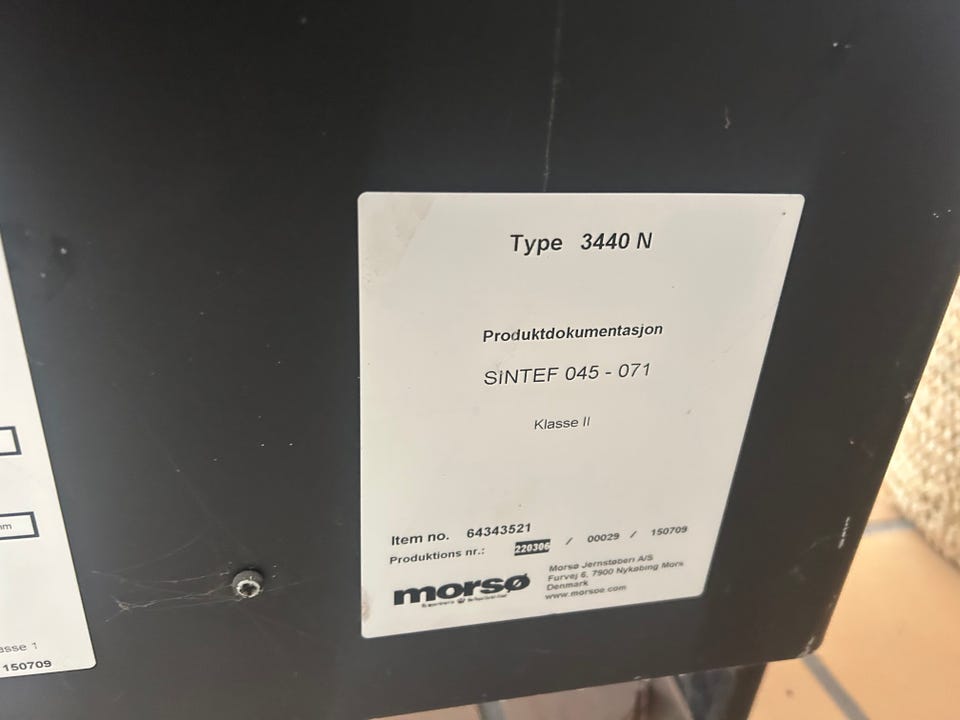 Type 3440 N
Produktdokumentasjon
SINTEF 045 - 071
Klasse II
Item no. 64343521
Produktions nr.: 220306 / 00029 / 150709
morsø
Morsø Jernstøberi A/S
Furvej 6, 7900 Nykøbing Mors
Denmark
www.morsoe.com
mm
asse 1
150709